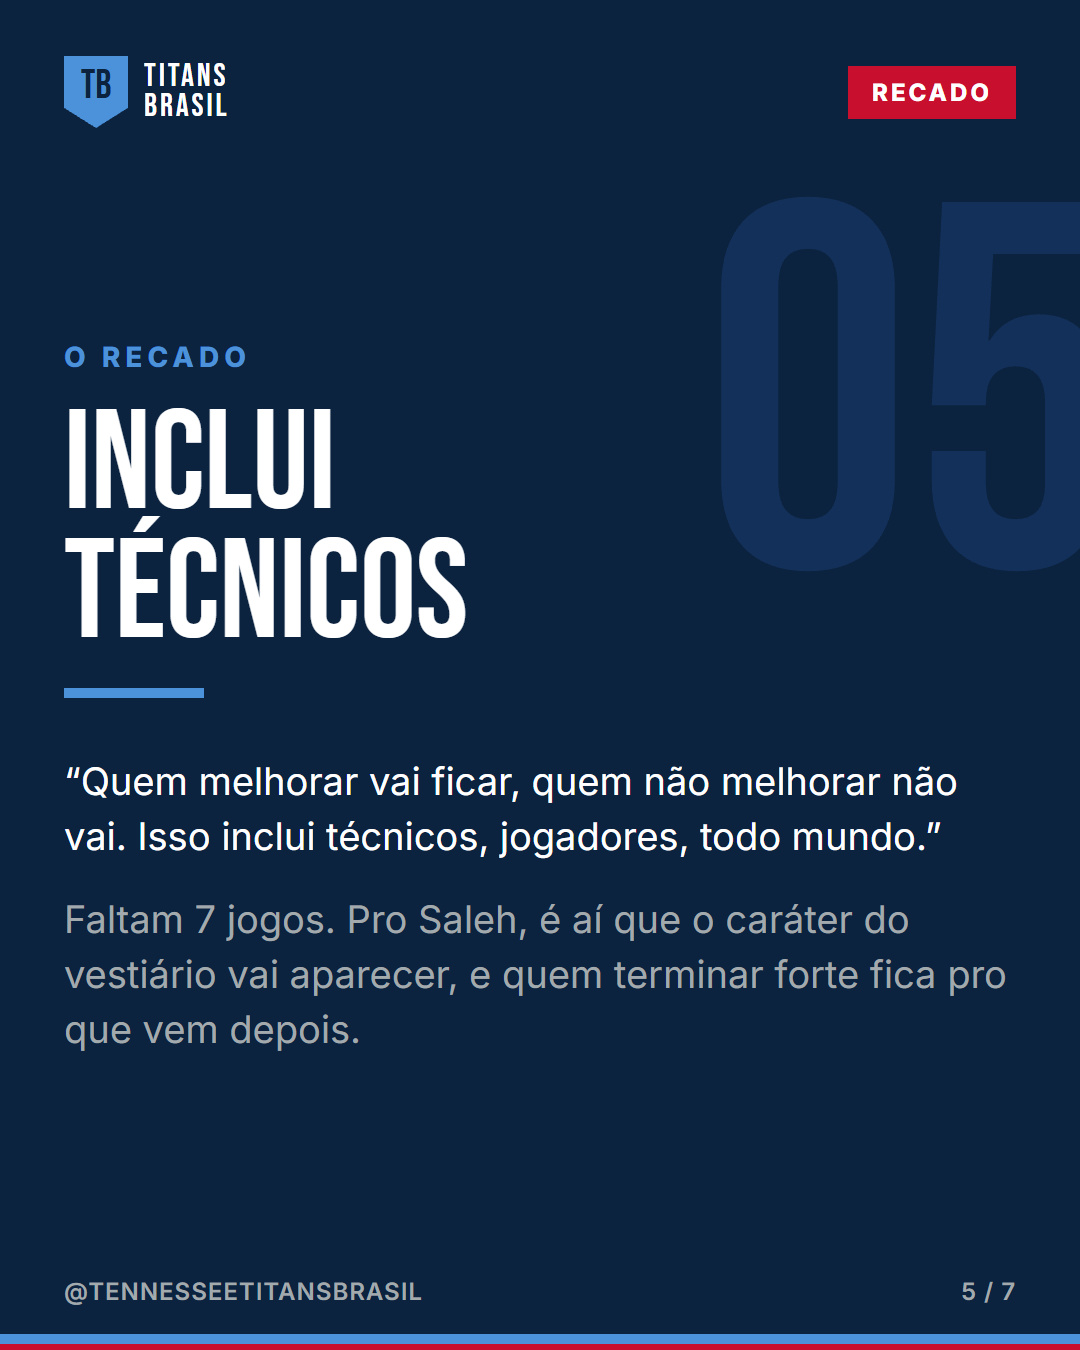 TB
TITANS
BRASIL
RECADO
05
O RECADO
INCLUI
TÉCNICOS
“Quem melhorar vai ficar, quem não melhorar não
vai. Isso inclui técnicos, jogadores, todo mundo.”
Faltam 7 jogos. Pro Saleh, é aí que o caráter do
vestiário vai aparecer, e quem terminar forte fica pro
que vem depois.
@TENNESSEETITANSBRASIL
5 / 7